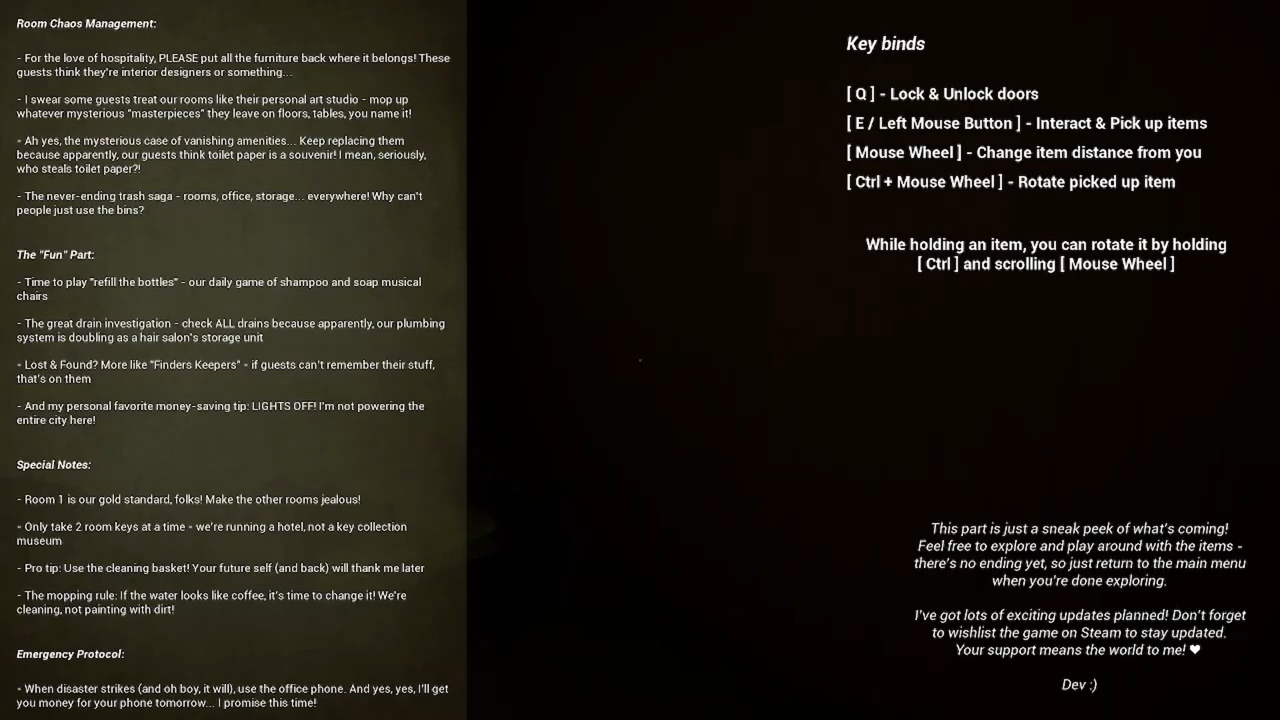 Room Chaos Management:
- For the love of hospitality, PLEASE put all the furniture back where it belongs! These
guests think they're interior designers or something...
- I swear some guests treat our rooms like their personal art studio - mop up
whatever mysterious "masterpieces" they leave on floors, tables, you name it!
- Ah yes, the mysterious case of vanishing amenities... Keep replacing them
because apparently, our guests think toilet paper is a souvenir! I mean, seriously,
who steals toilet paper?!
- The never-ending trash saga - rooms, office, storage... everywhere! Why can't
people just use the bins?
The "Fun" Part:
- Time to play "refill the bottles" - our daily game of shampoo and soap musical
chairs
- The great drain investigation - check ALL drains because apparently, our plumbing
system is doubling as a hair salon's storage unit
- Lost & Found? More like "Finders Keepers" - if guests can't remember their stuff,
that's on them
- And my personal favorite money-saving tip: LIGHTS OFF! I'm not powering the
entire city here!
Special Notes:
- Room 1 is our gold standard, folks! Make the other rooms jealous!
- Only take 2 room keys at a time - we're running a hotel, not a key collection
museum
- Pro tip: Use the cleaning basket! Your future self (and back) will thank me later
- The mopping rule: If the water looks like coffee, it's time to change it! We're
cleaning, not painting with dirt!
Emergency Protocol:
- When disaster strikes (and oh boy, it will), use the office phone. And yes, yes, I'll get
you money for your phone tomorrow... I promise this time!
Key binds
[ Q ] - Lock & Unlock doors
[ E / Left Mouse Button ] - Interact & Pick up items
[ Mouse Wheel ] - Change item distance from you
[ Ctrl + Mouse Wheel ] - Rotate picked up item
While holding an item, you can rotate it by holding
[ Ctrl ] and scrolling [ Mouse Wheel ]
This part is just a sneak peek of what's coming!
Feel free to explore and play around with the items -
there's no ending yet, so just return to the main menu
when you're done exploring.
I've got lots of exciting updates planned! Don't forget
to wishlist the game on Steam to stay updated.
Your support means the world to me! ♥
Dev :)